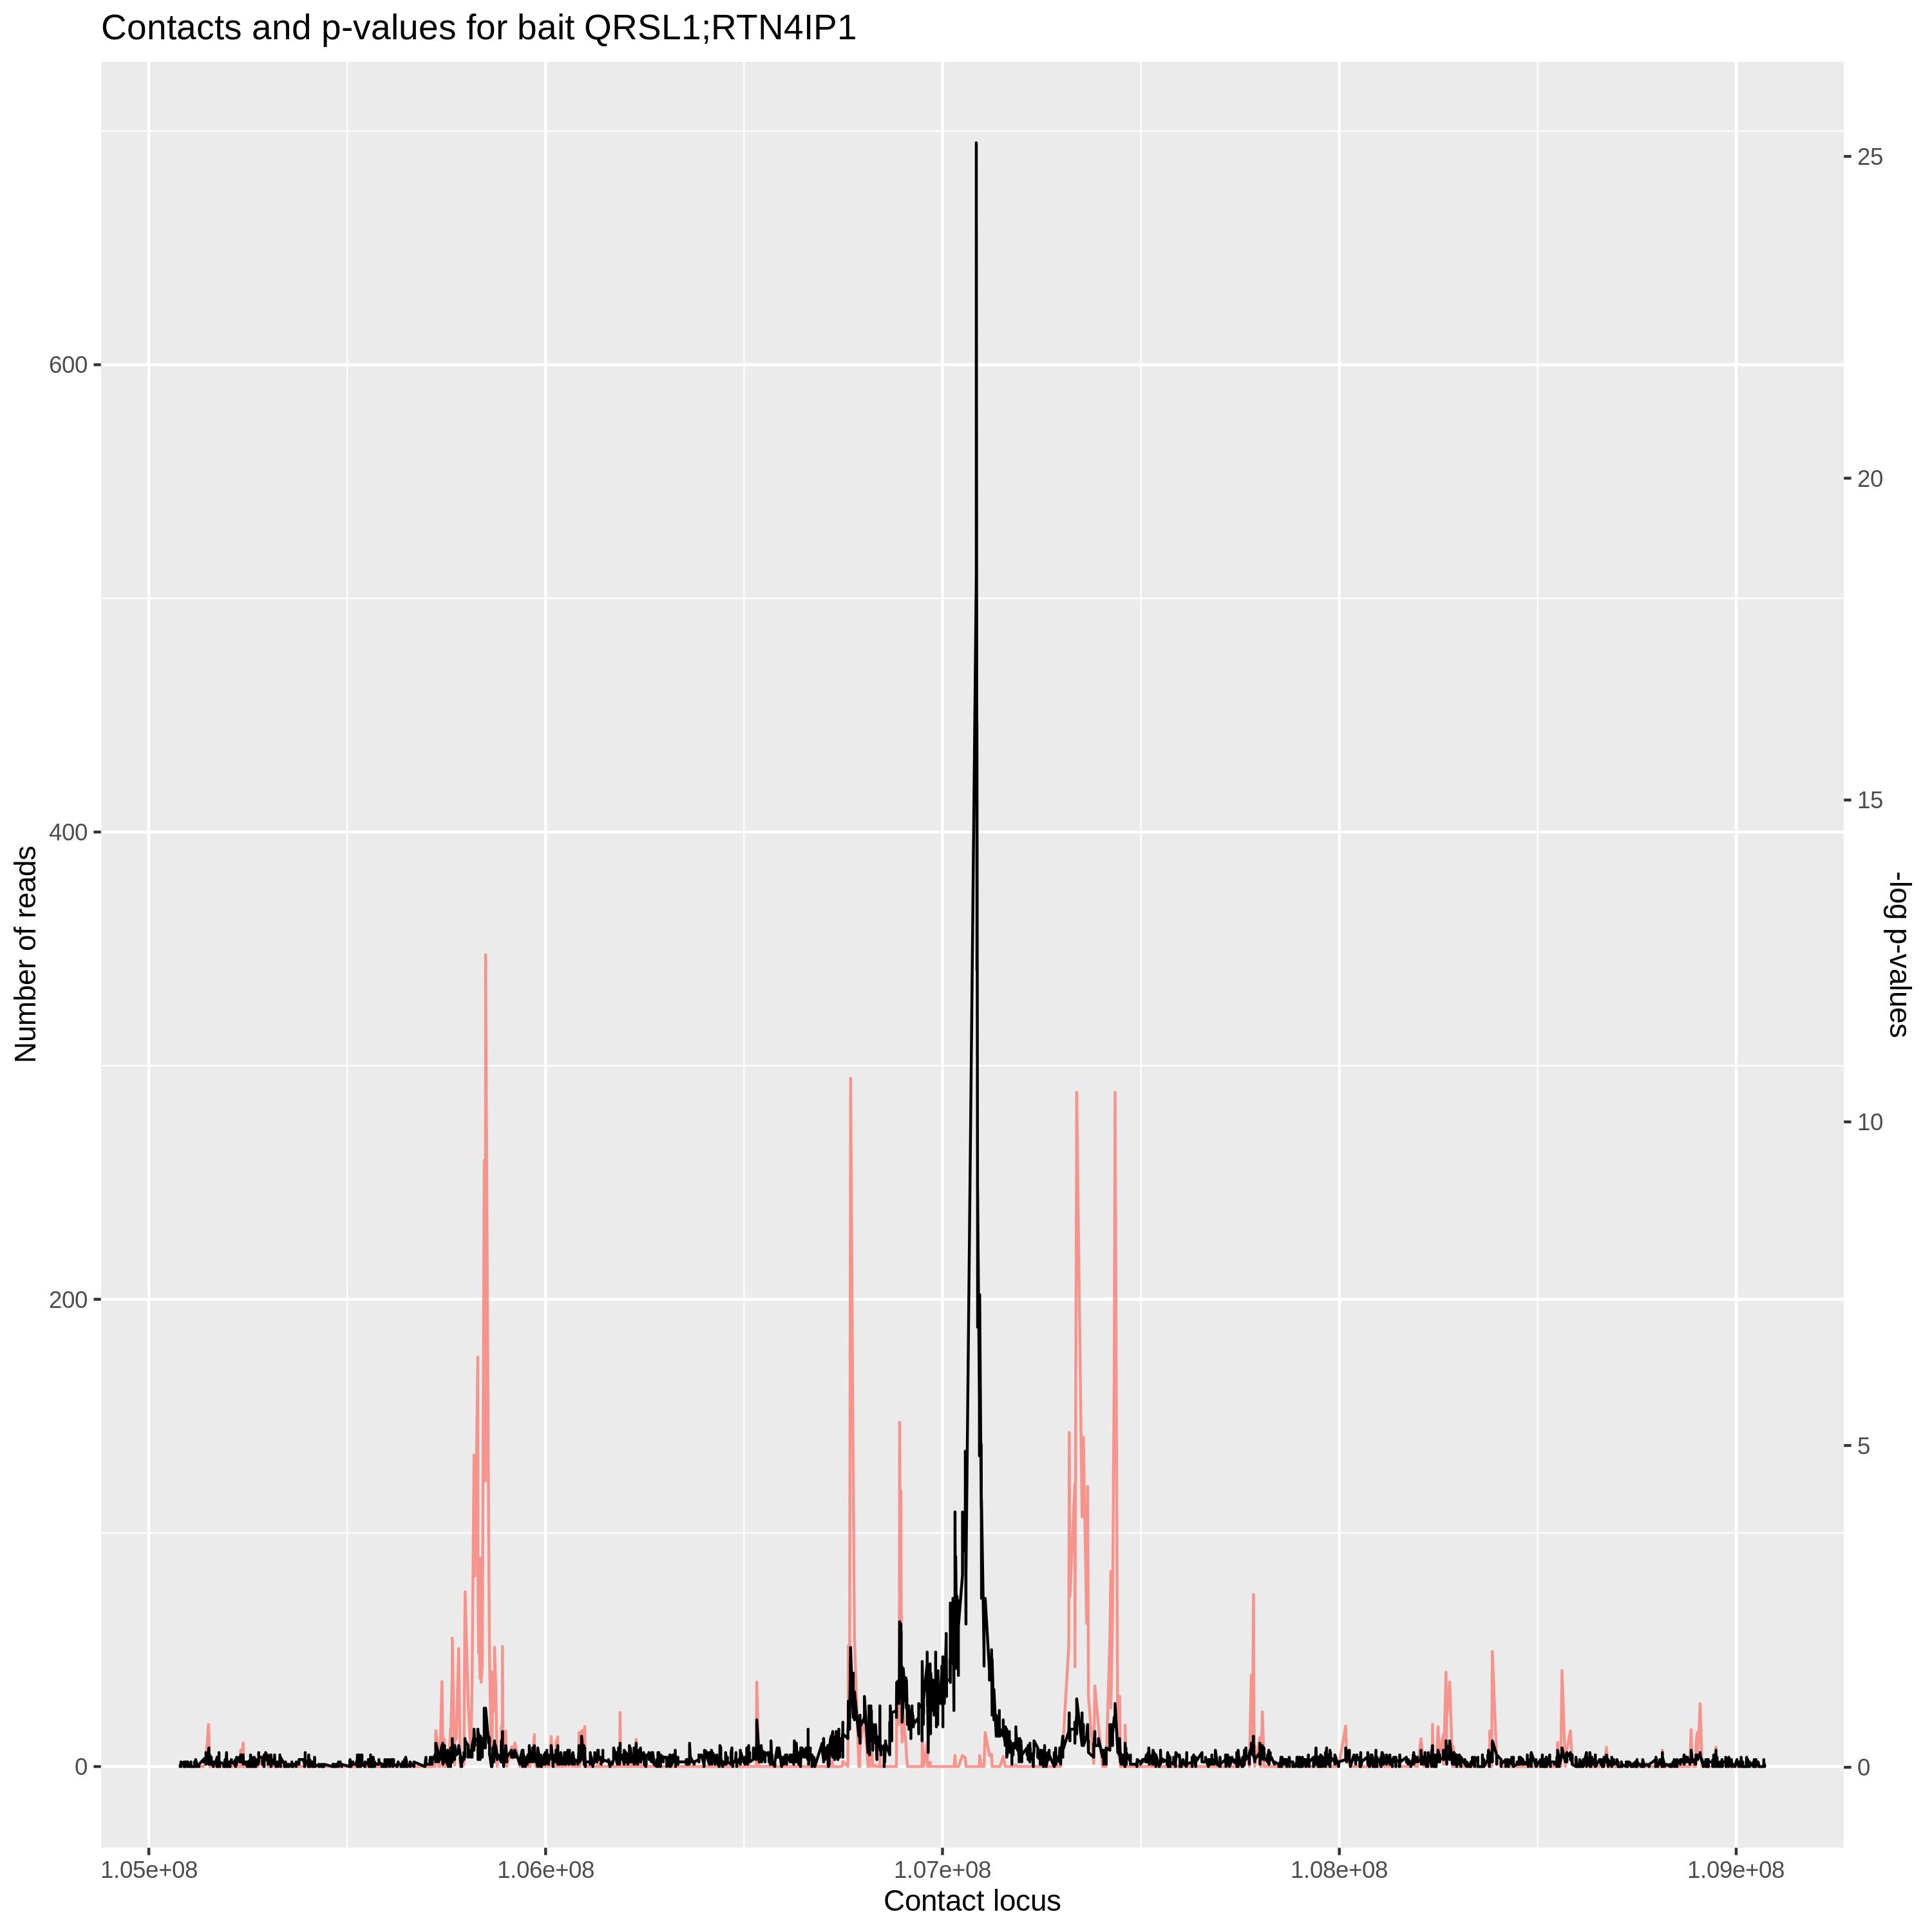 Contacts and p-values for bait QRSL1;RTN4IP1
Number of reads
600
400
200
0
25
20
15
10
5
0
-log p-values
1.05e+08 1.06e+08 1.07e+08 1.08e+08 1.09e+08
Contact locus